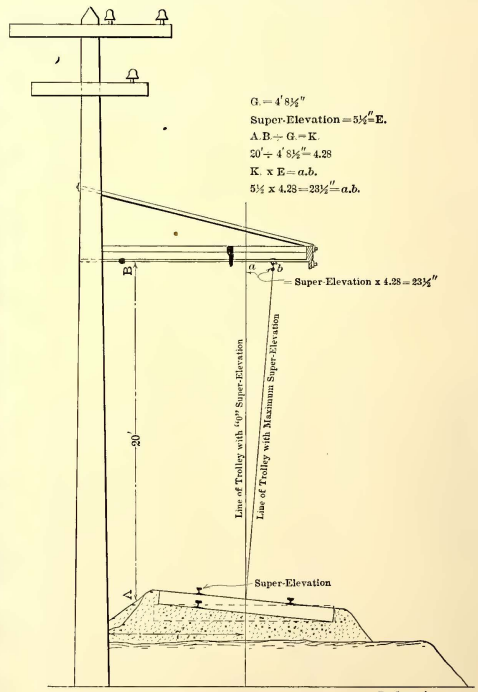 G. = 4' 8½"
Super-Elevation = 5½" = E.
A.B. ÷ G. = K.
20' ÷ 4' 8½" = 4.28
K. x E = a.b.
5½ x 4.28 = 23½" = a.b.
B
a b
= Super-Elevation x 4.28 = 23½"
Line of Trolley with "0" Super-Elevation
Line of Trolley with Maximum Super-Elevation
20'
A
Super-Elevation